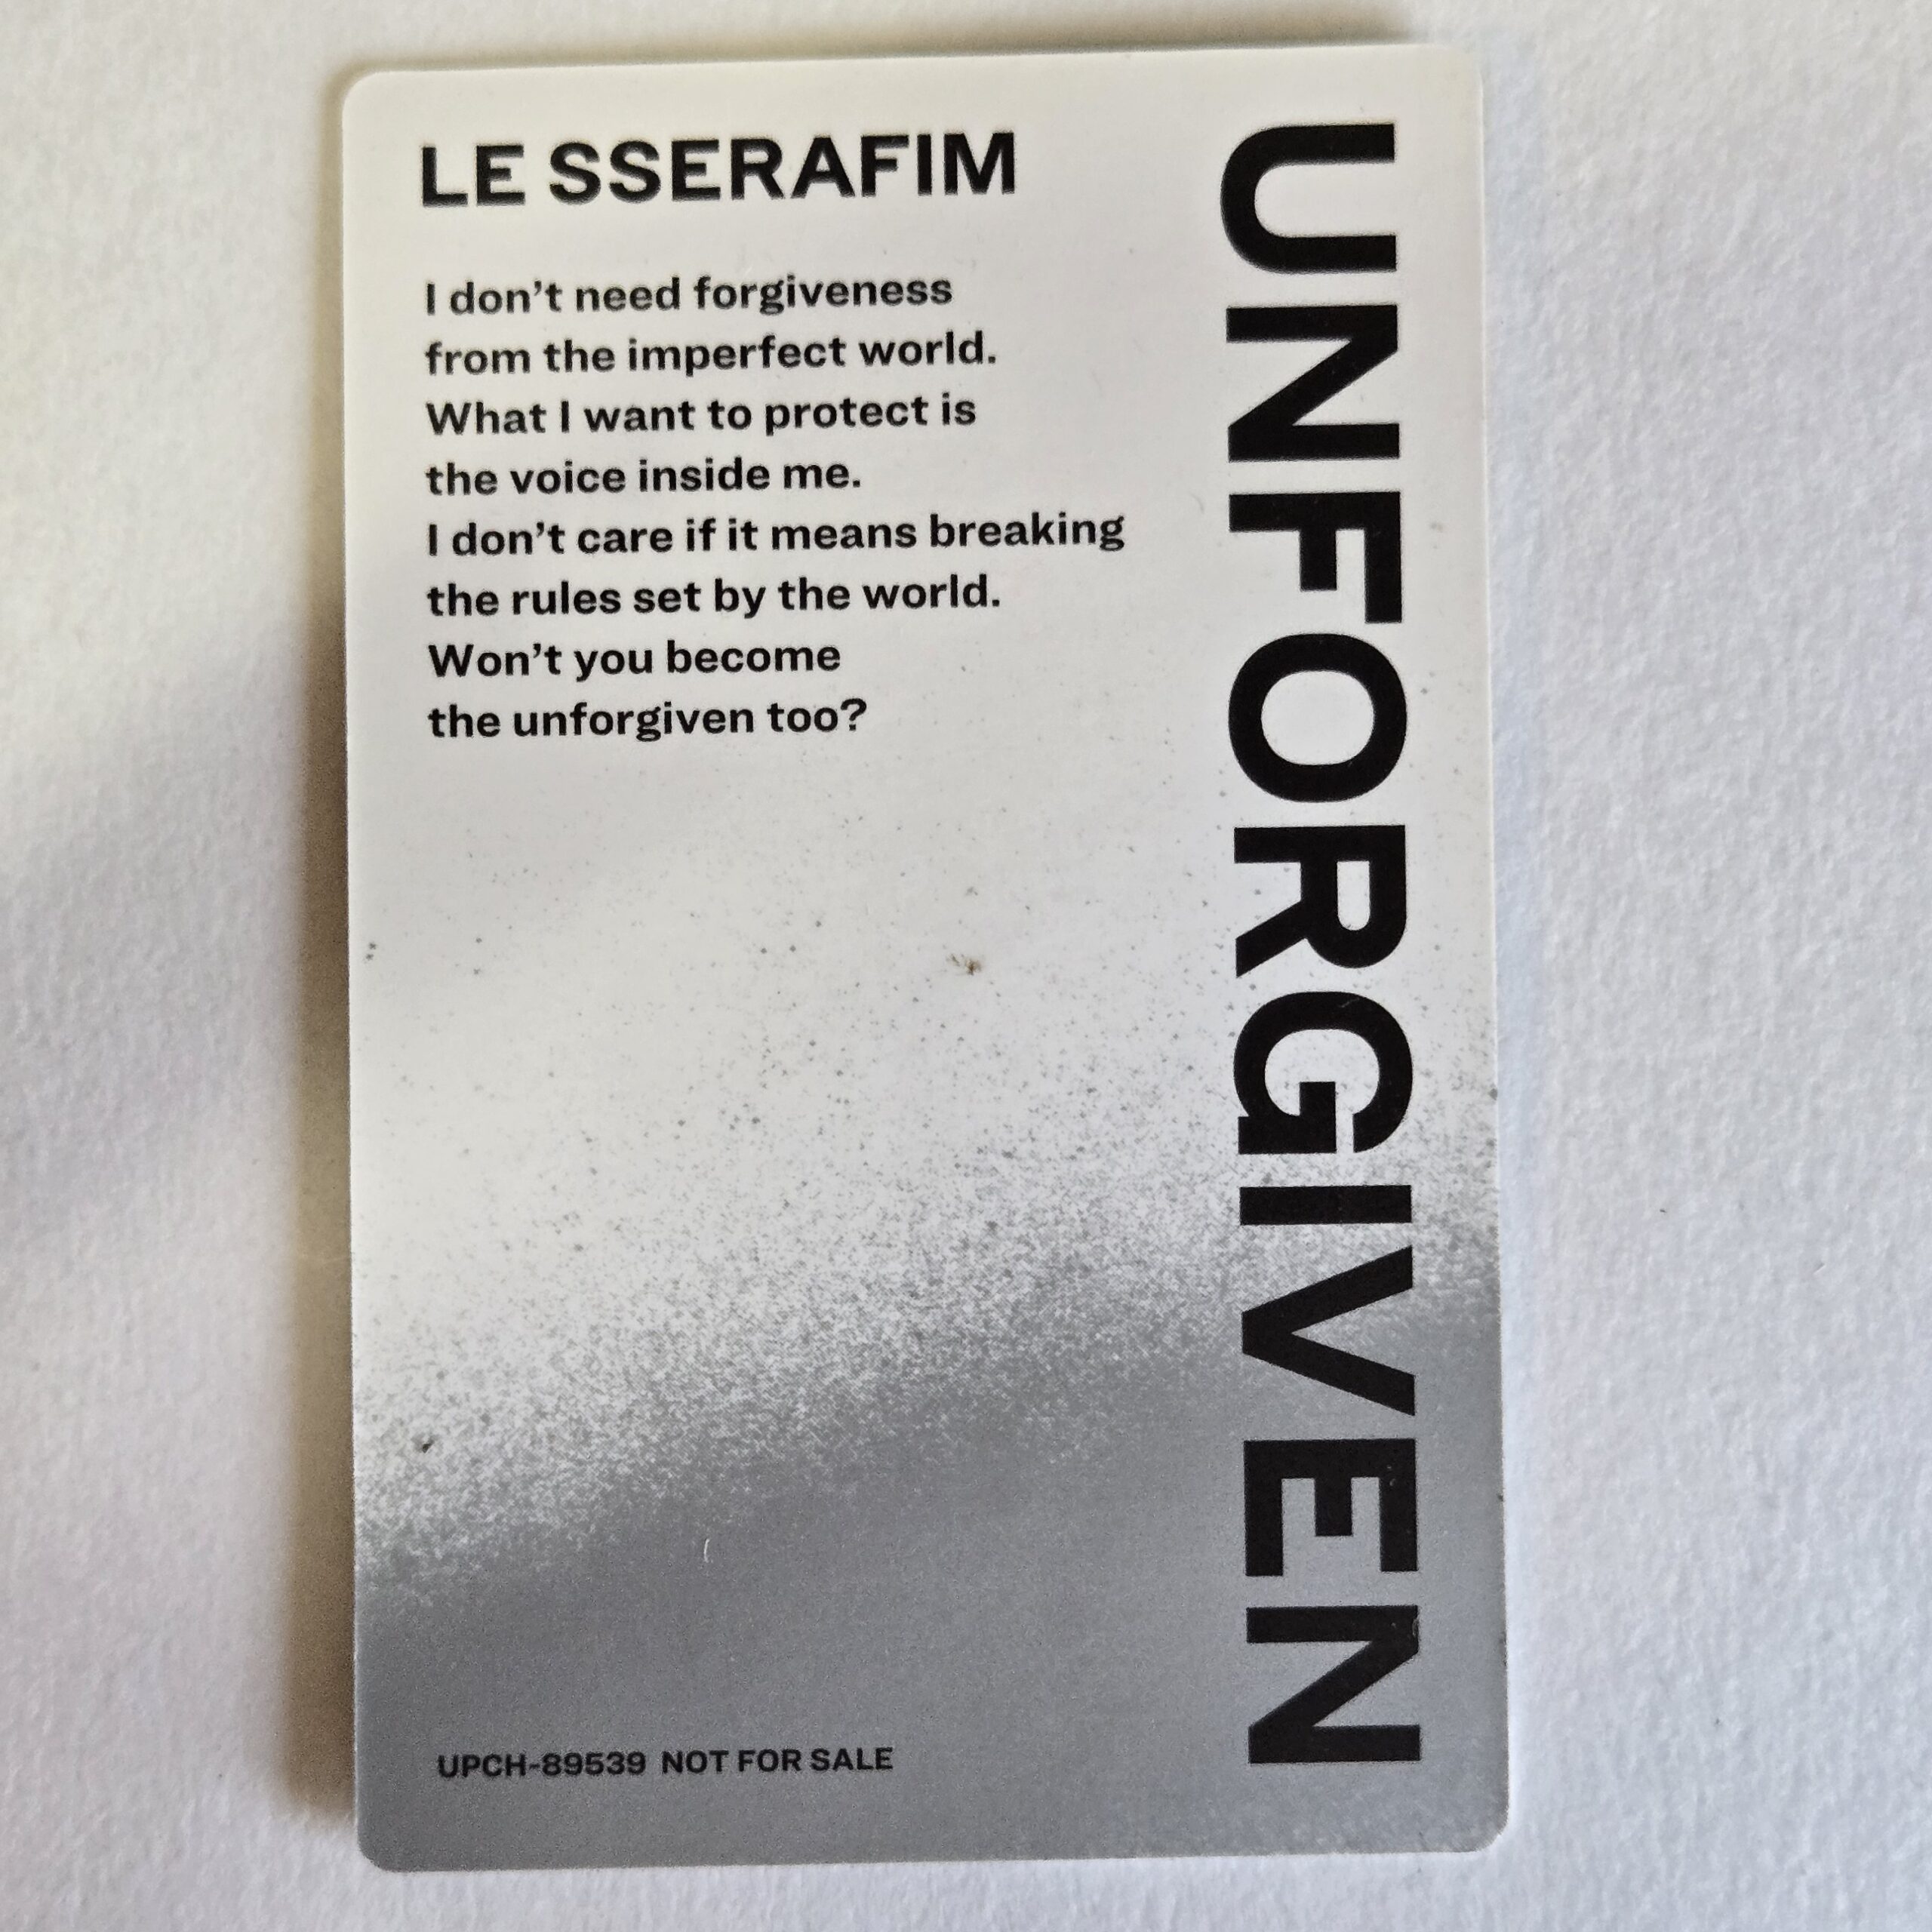 LE SSERAFIM
I don’t need forgiveness
from the imperfect world.
What I want to protect is
the voice inside me.
I don’t care if it means breaking
the rules set by the world.
Won’t you become
the unforgiven too?
UNFORGIVEN
UPCH-89539 NOT FOR SALE